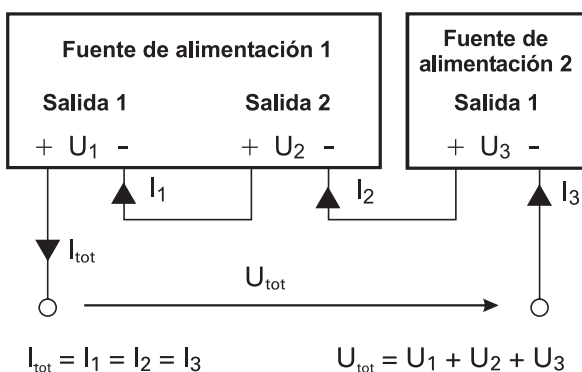 Fuente de alimentación 1
Salida 1
Salida 2
+ U1 -
+ U2 -
Fuente de
alimentación 2
Salida 1
+ U3 -
I1
I2
I3
Itot
Utot
Itot = I1 = I2 = I3
Utot = U1 + U2 + U3